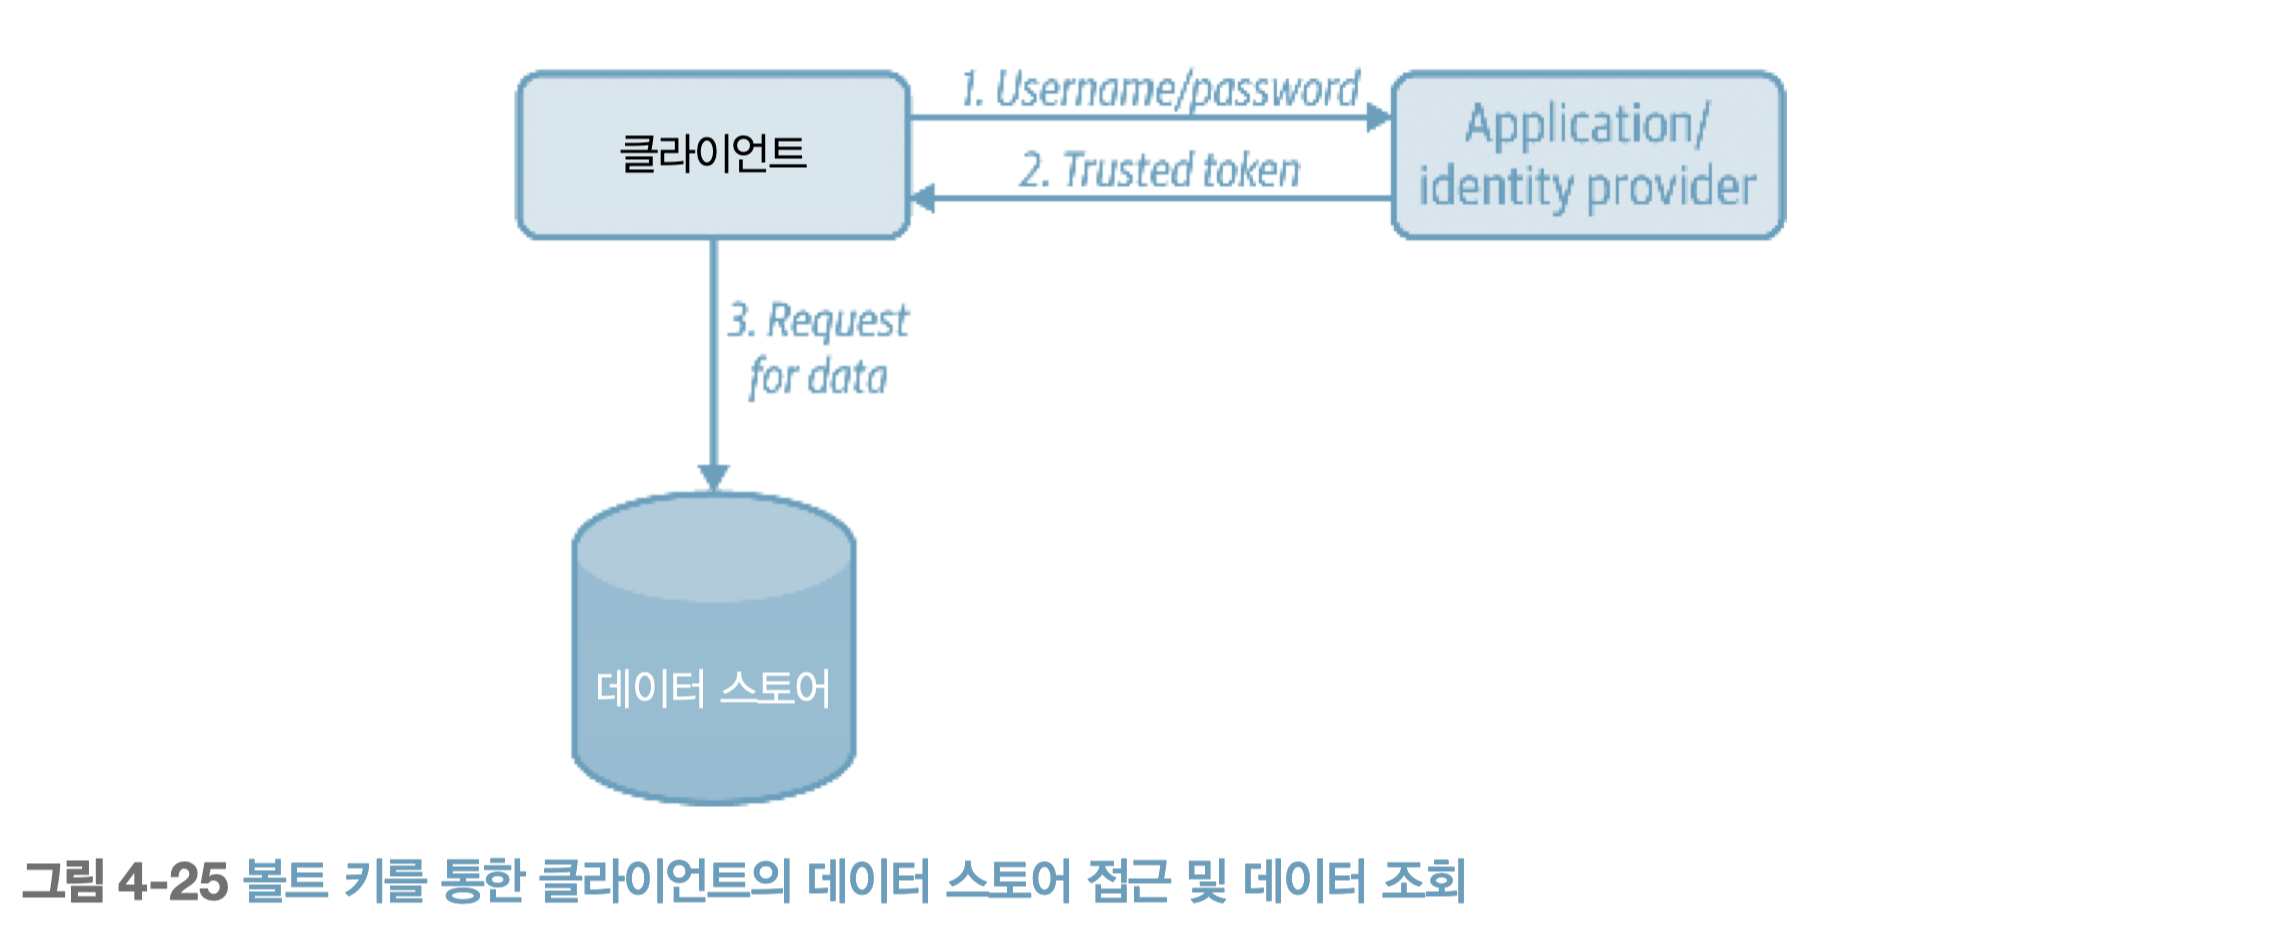 클라이언트
1. Username/password
2. Trusted token
Application/
identity provider
3. Request
for data
데이터 스토어
그림 4-25 볼트 키를 통한 클라이언트의 데이터 스토어 접근 및 데이터 조회